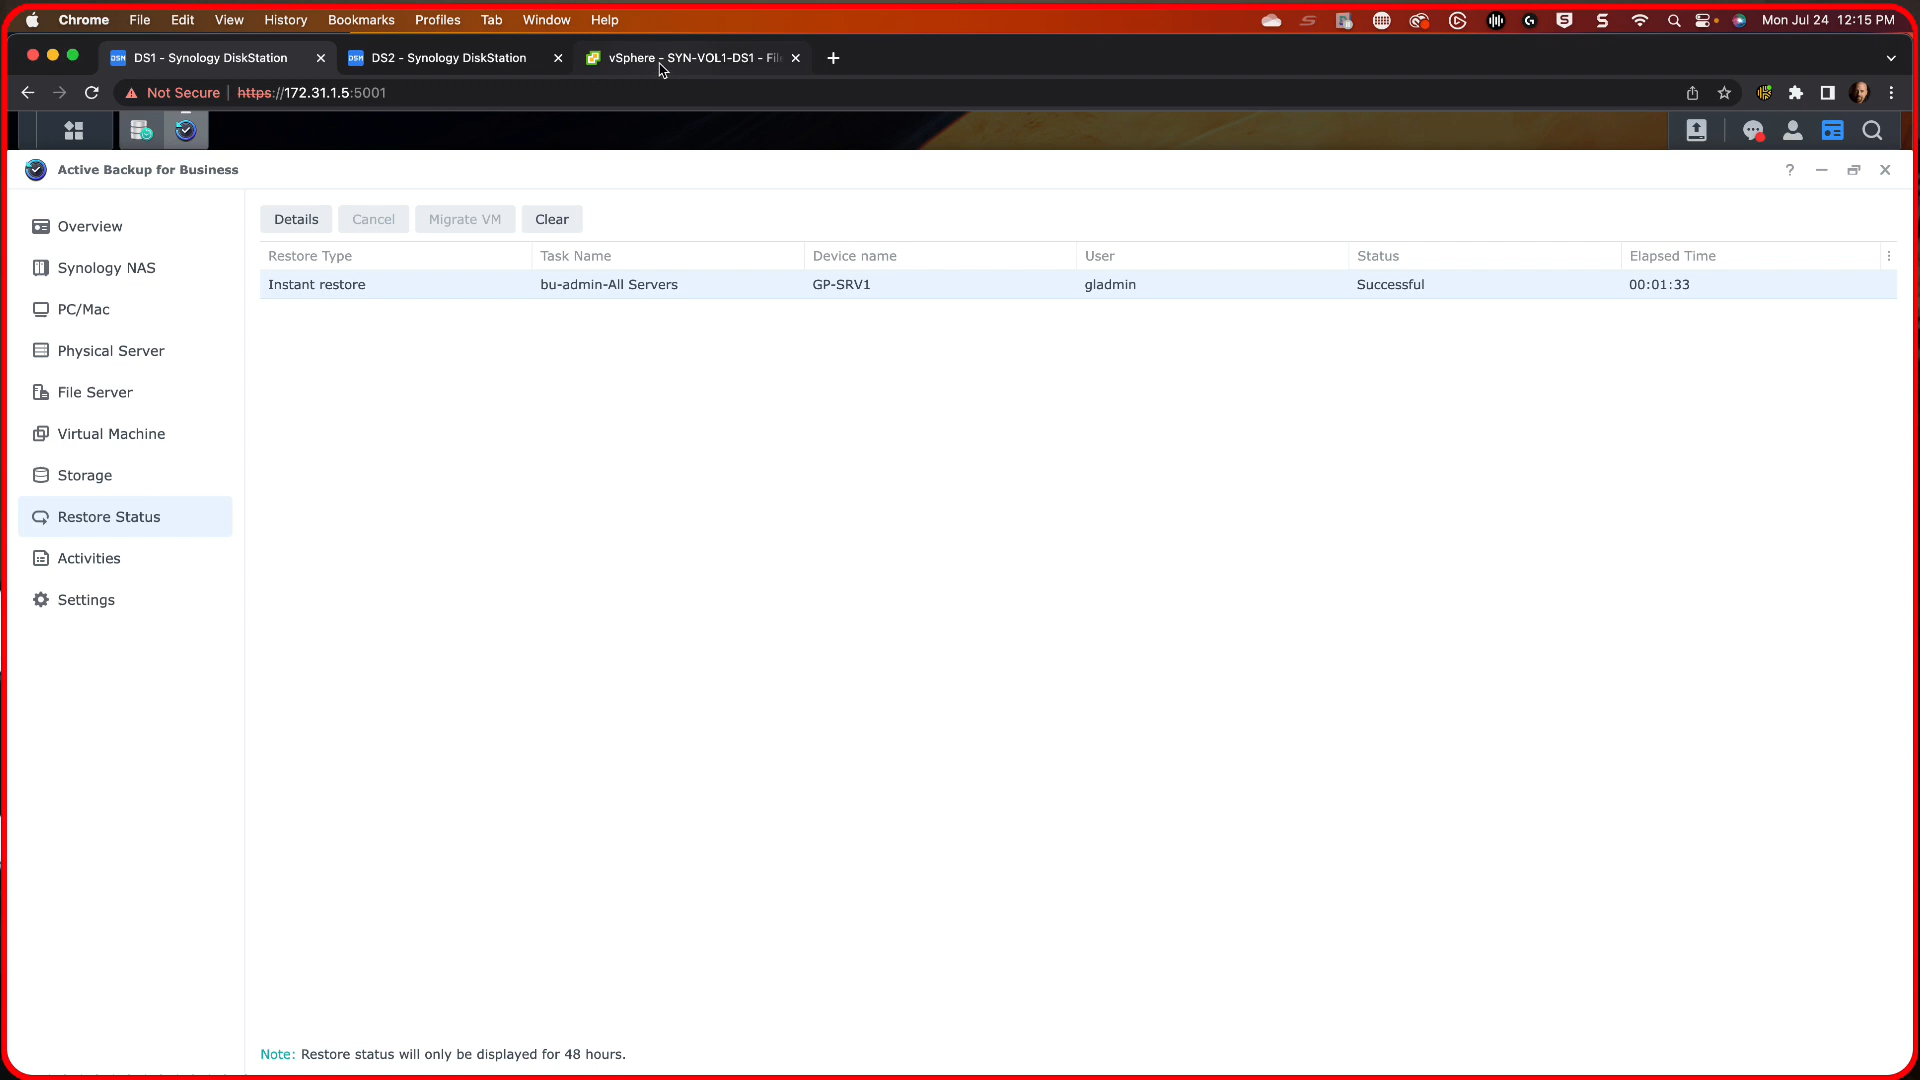 Chrome File Edit View History Bookmarks Profiles Tab Window Help Mon Jul 24 12:15 PM
DSM DS1 - Synology DiskStation DSM DS2 - Synology DiskStation vSphere - SYN-VOL1-DS1 - Fil
Not Secure https://172.31.1.5:5001
Active Backup for Business
Overview
Synology NAS
PC/Mac
Physical Server
File Server
Virtual Machine
Storage
Restore Status
Activities
Settings
Details Cancel Migrate VM Clear
Restore Type Task Name Device name User Status Elapsed Time
Instant restore bu-admin-All Servers GP-SRV1 gladmin Successful 00:01:33
Note: Restore status will only be displayed for 48 hours.